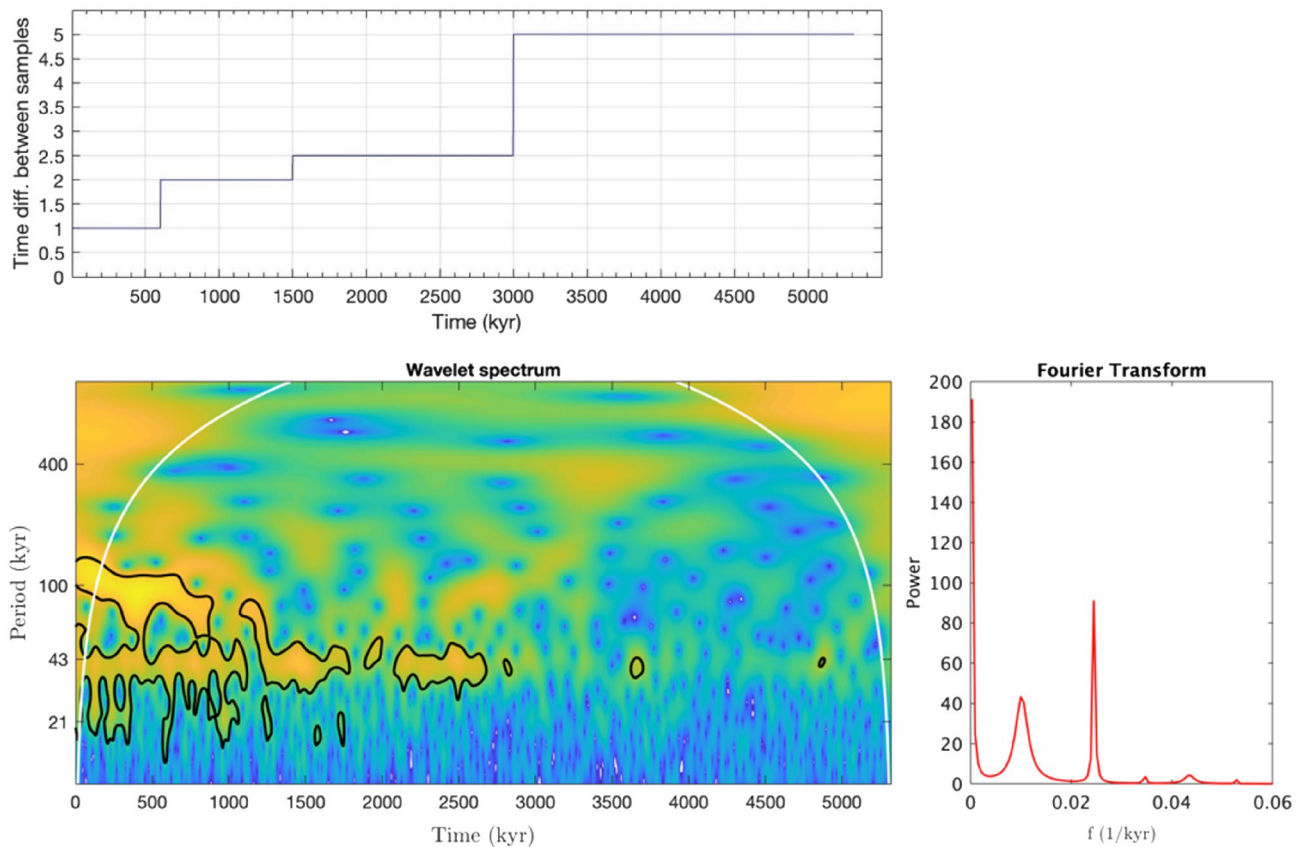 Time diff. between samples
5
4.5
4
3.5
3
2.5
2
1.5
1
0.5
0
500 1000 1500 2000 2500 3000 3500 4000 4500 5000
Time (kyr)
Wavelet spectrum
Period (kyr)
400
100
43
21
0 500 1000 1500 2000 2500 3000 3500 4000 4500 5000
Time (kyr)
Fourier Transform
Power
200
180
160
140
120
100
80
60
40
20
0
0 0.02 0.04 0.06
f (1/kyr)